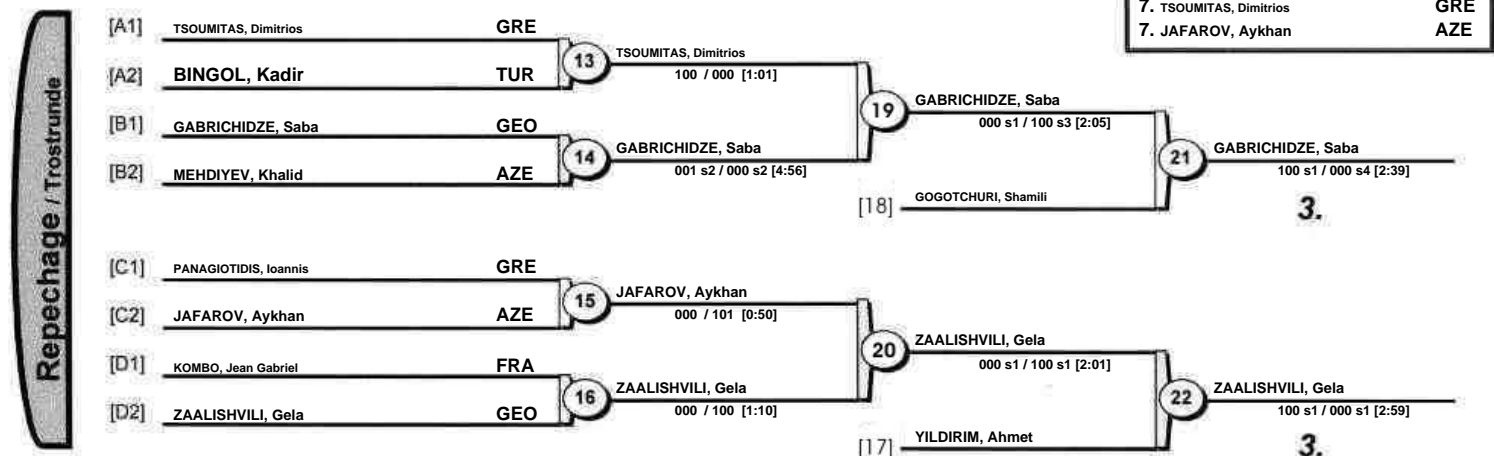 7. TSOUMITAS, Dimitrios GRE
7. JAFAROV, Aykhan AZE
Repechage / Trostrunde
[A1] TSOUMITAS, Dimitrios GRE
[A2] BINGOL, Kadir TUR
13
TSOUMITAS, Dimitrios
100 / 000 [1:01]
[B1] GABRICHIDZE, Saba GEO
[B2] MEHDIYEV, Khalid AZE
14
GABRICHIDZE, Saba
001 s2 / 000 s2 [4:56]
19
GABRICHIDZE, Saba
000 s1 / 100 s3 [2:05]
[18] GOGOTCHURI, Shamili
21
GABRICHIDZE, Saba
100 s1 / 000 s4 [2:39]
3.
[C1] PANAGIOTIDIS, Ioannis GRE
[C2] JAFAROV, Aykhan AZE
15
JAFAROV, Aykhan
000 / 101 [0:50]
[D1] KOMBO, Jean Gabriel FRA
[D2] ZAALISHVILI, Gela GEO
16
ZAALISHVILI, Gela
000 / 100 [1:10]
20
ZAALISHVILI, Gela
000 s1 / 100 s1 [2:01]
[17] YILDIRIM, Ahmet
22
ZAALISHVILI, Gela
100 s1 / 000 s1 [2:59]
3.